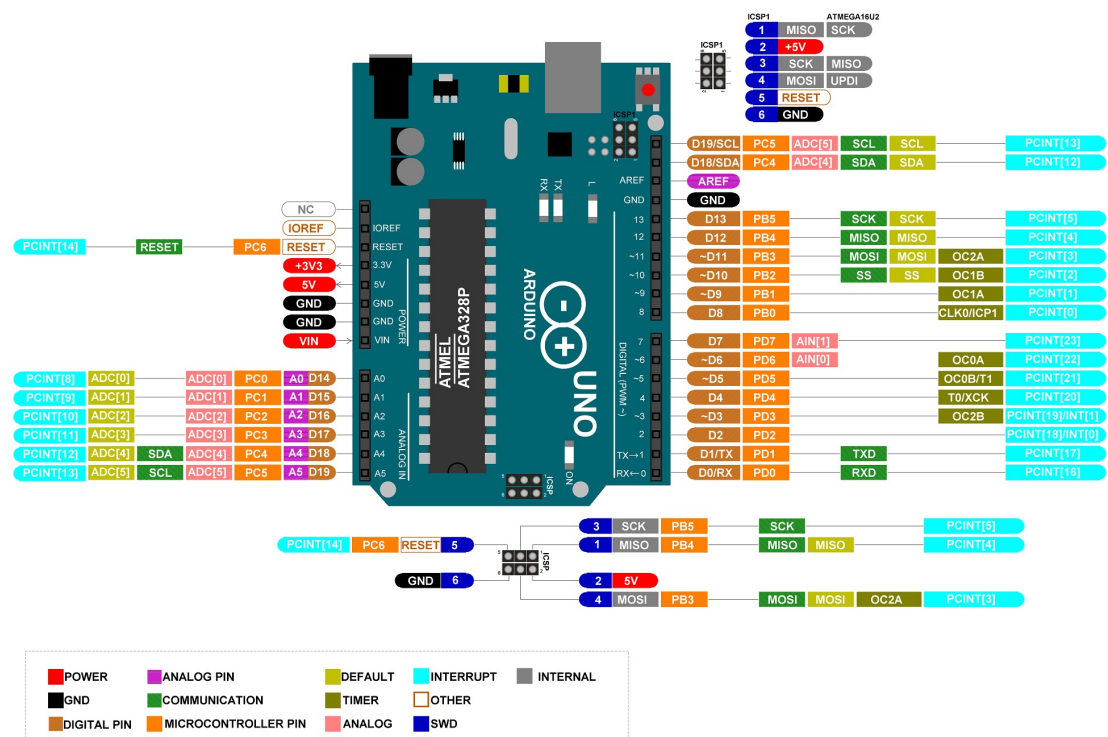 ICSP1 ATMEGA16U2
1 MISO SCK
2 +5V
3 SCK MISO
4 MOSI UPDI
5 RESET
6 GND
ICSP1
ICSP1
D19/SCL PC5 ADC[5] SCL SCL PCINT[13]
D18/SDA PC4 ADC[4] SDA SDA PCINT[12]
AREF AREF
GND GND
13 D13 PB5 SCK SCK PCINT[5]
12 D12 PB4 MISO MISO PCINT[4]
~11 ~D11 PB3 MOSI MOSI OC2A PCINT[3]
~10 ~D10 PB2 SS SS OC1B PCINT[2]
~9 ~D9 PB1 OC1A PCINT[1]
8 D8 PB0 CLK0/ICP1 PCINT[0]
7 D7 PD7 AIN[1] PCINT[23]
~6 ~D6 PD6 AIN[0] OC0A PCINT[22]
~5 ~D5 PD5 OC0B/T1 PCINT[21]
4 D4 PD4 T0/XCK PCINT[20]
~3 ~D3 PD3 OC2B PCINT[19]/INT[1]
2 D2 PD2 PCINT[18]/INT[0]
TX→1 D1/TX PD1 TXD PCINT[17]
RX←0 D0/RX PD0 RXD PCINT[16]
DIGITAL (PWM ~)
RX
TX
L
NC
IOREF IOREF
PCINT[14] RESET PC6 RESET RESET
+3V3 3.3V
5V 5V
GND GND
GND GND
VIN VIN
POWER
PCINT[8] ADC[0] ADC[0] PC0 A0 D14 A0
PCINT[9] ADC[1] ADC[1] PC1 A1 D15 A1
PCINT[10] ADC[2] ADC[2] PC2 A2 D16 A2
PCINT[11] ADC[3] ADC[3] PC3 A3 D17 A3
PCINT[12] ADC[4] SDA ADC[4] PC4 A4 D18 A4
PCINT[13] ADC[5] SCL ADC[5] PC5 A5 D19 A5
ANALOG IN
ATMEL
ATMEGA328P
ARDUINO
UNO
ON
ICSP
3 SCK PB5 SCK PCINT[5]
PCINT[14] PC6 RESET 5
1 MISO PB4 MISO MISO PCINT[4]
ICSP
GND 6
2 5V
4 MOSI PB3 MOSI MOSI OC2A PCINT[3]
POWER ANALOG PIN DEFAULT INTERRUPT INTERNAL
GND COMMUNICATION TIMER OTHER
DIGITAL PIN MICROCONTROLLER PIN ANALOG SWD